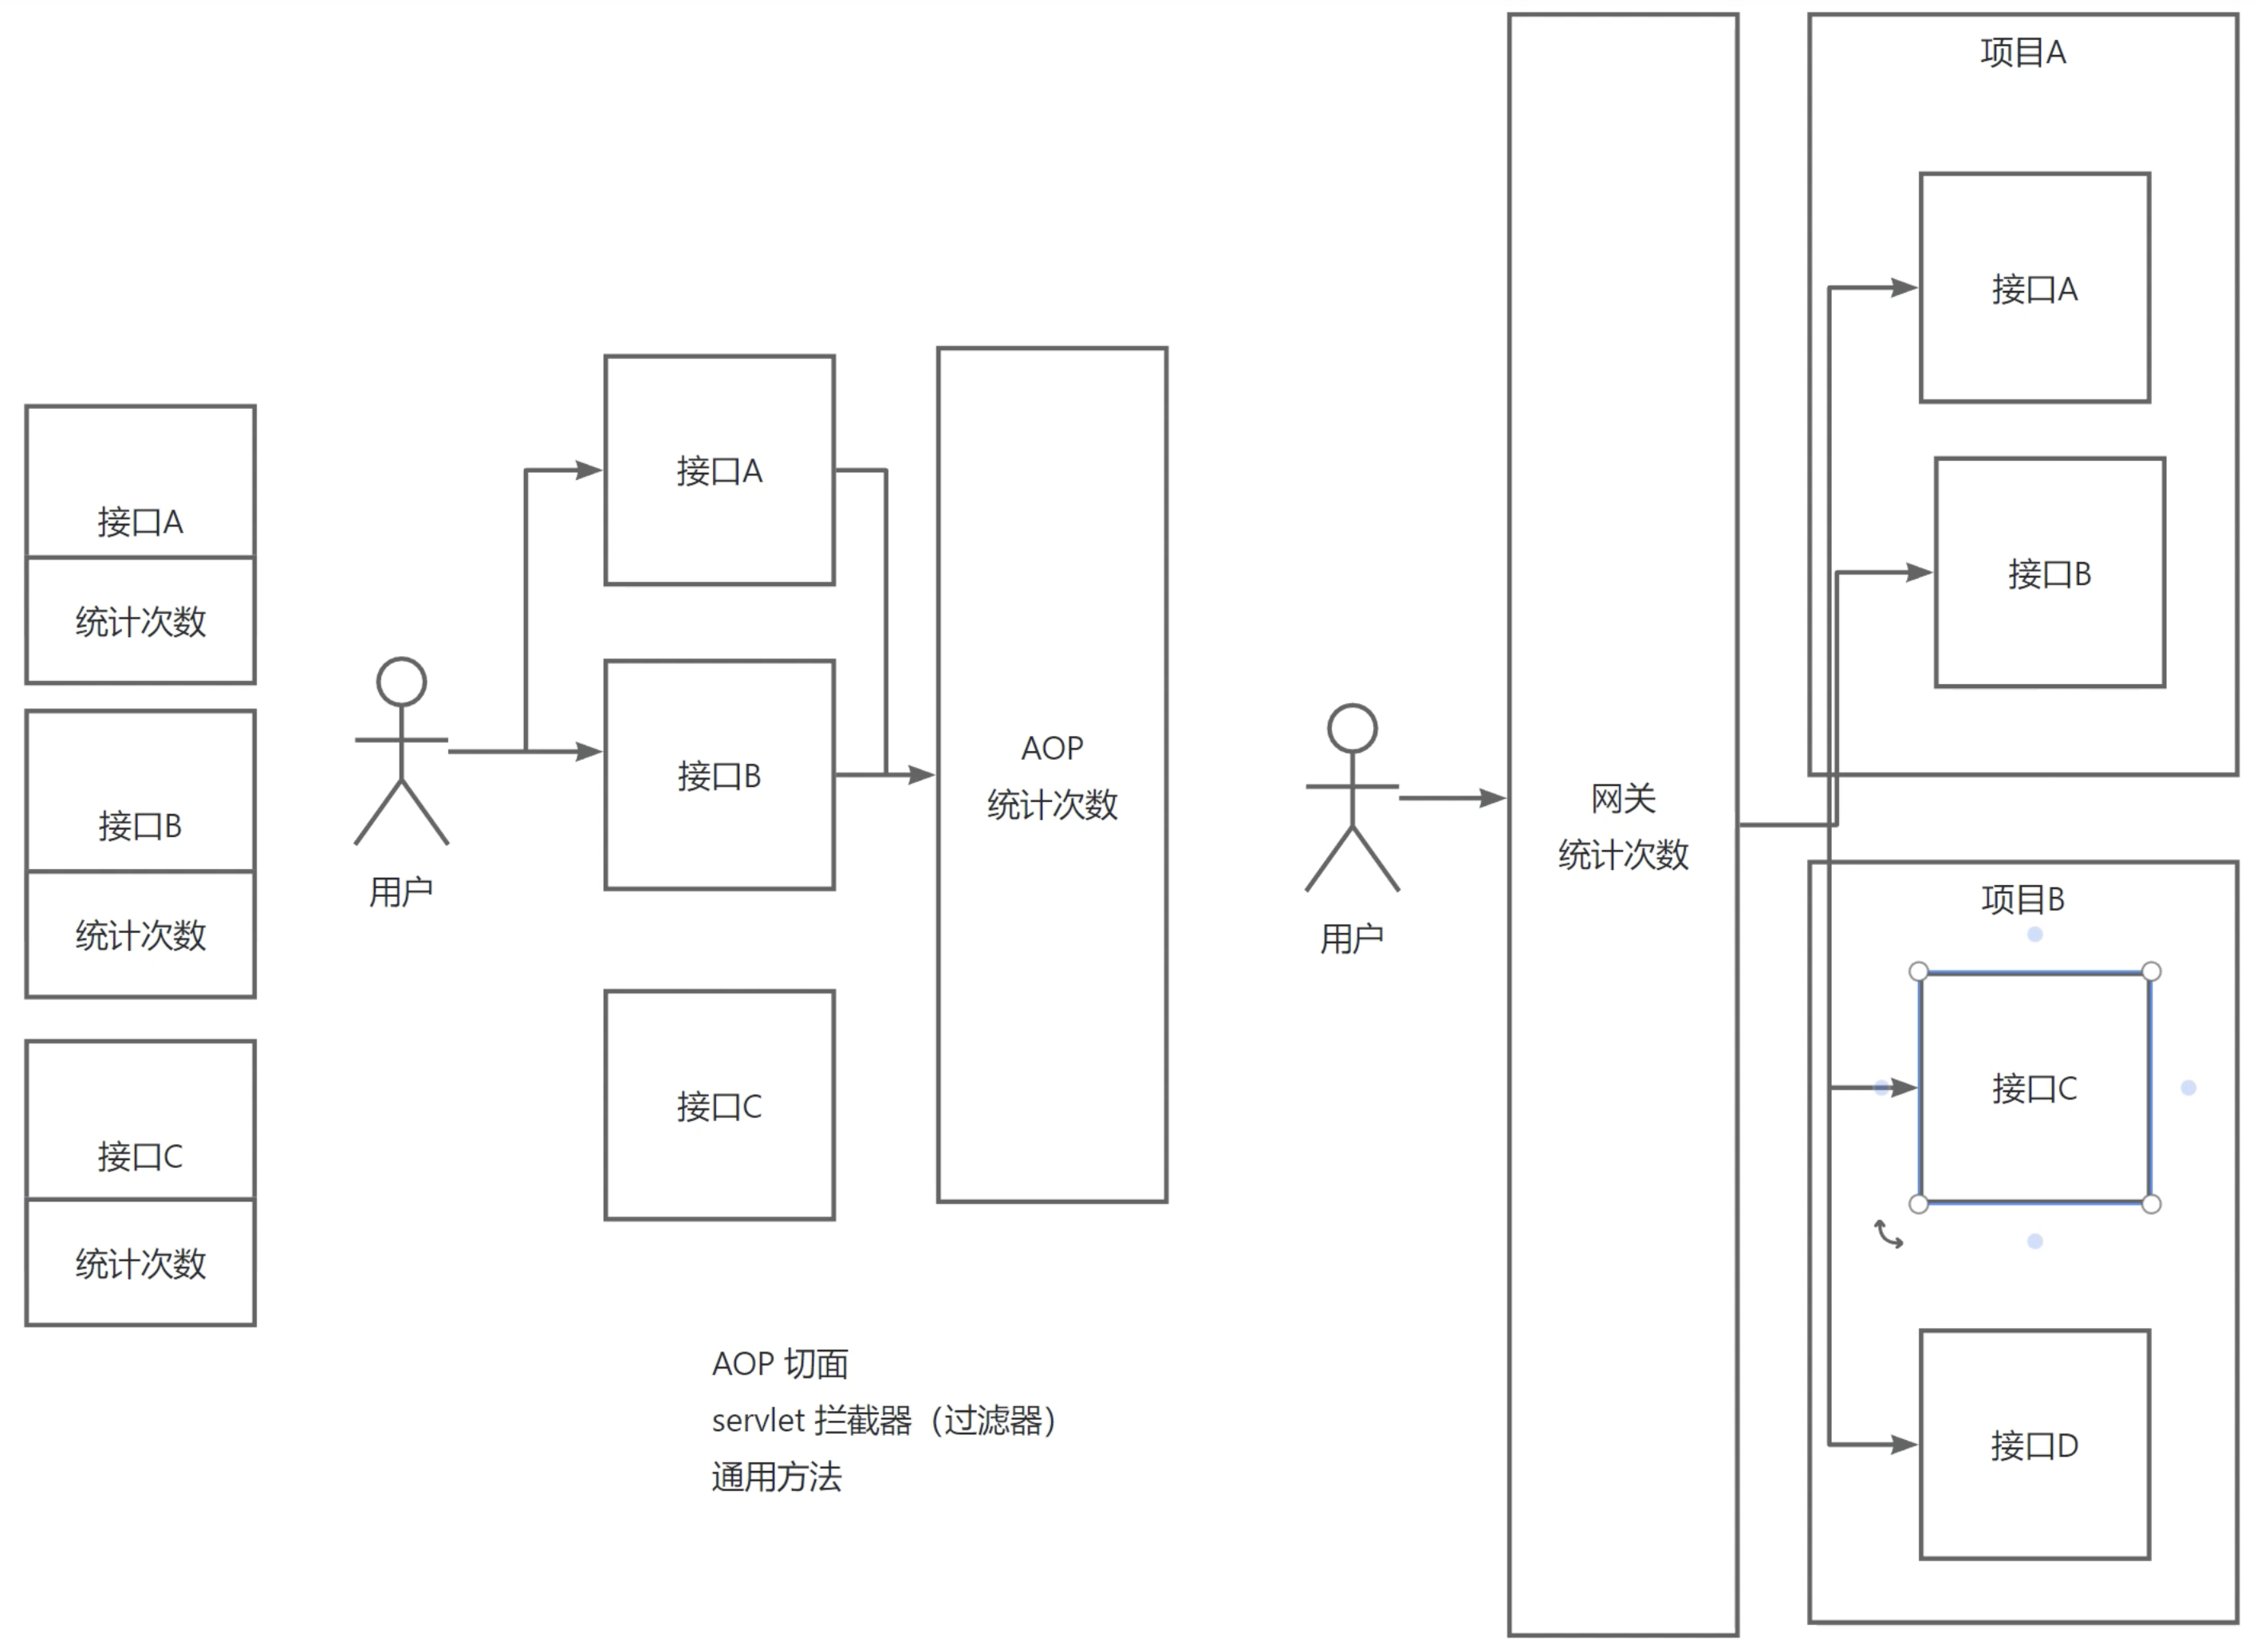 接口A
统计次数
接口B
统计次数
接口C
统计次数
用户
接口A
接口B
接口C
AOP
统计次数
AOP 切面
servlet 拦截器（过滤器）
通用方法
用户
网关
统计次数
项目A
接口A
接口B
项目B
接口C
接口D